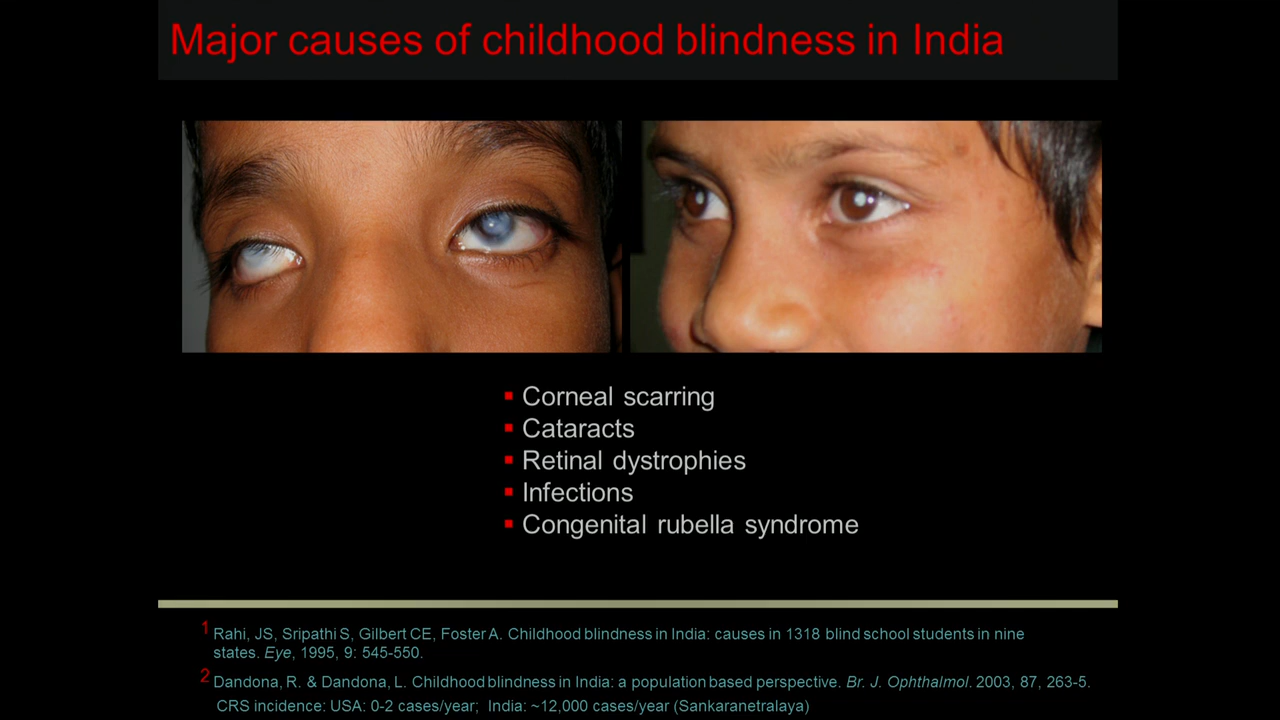 Major causes of childhood blindness in India
▪ Corneal scarring
▪ Cataracts
▪ Retinal dystrophies
▪ Infections
▪ Congenital rubella syndrome
1 Rahi, JS, Sripathi S, Gilbert CE, Foster A. Childhood blindness in India: causes in 1318 blind school students in nine
states. Eye, 1995, 9: 545-550.
2 Dandona, R. & Dandona, L. Childhood blindness in India: a population based perspective. Br. J. Ophthalmol. 2003, 87, 263-5.
CRS incidence: USA: 0-2 cases/year; India: ~12,000 cases/year (Sankaranetralaya)